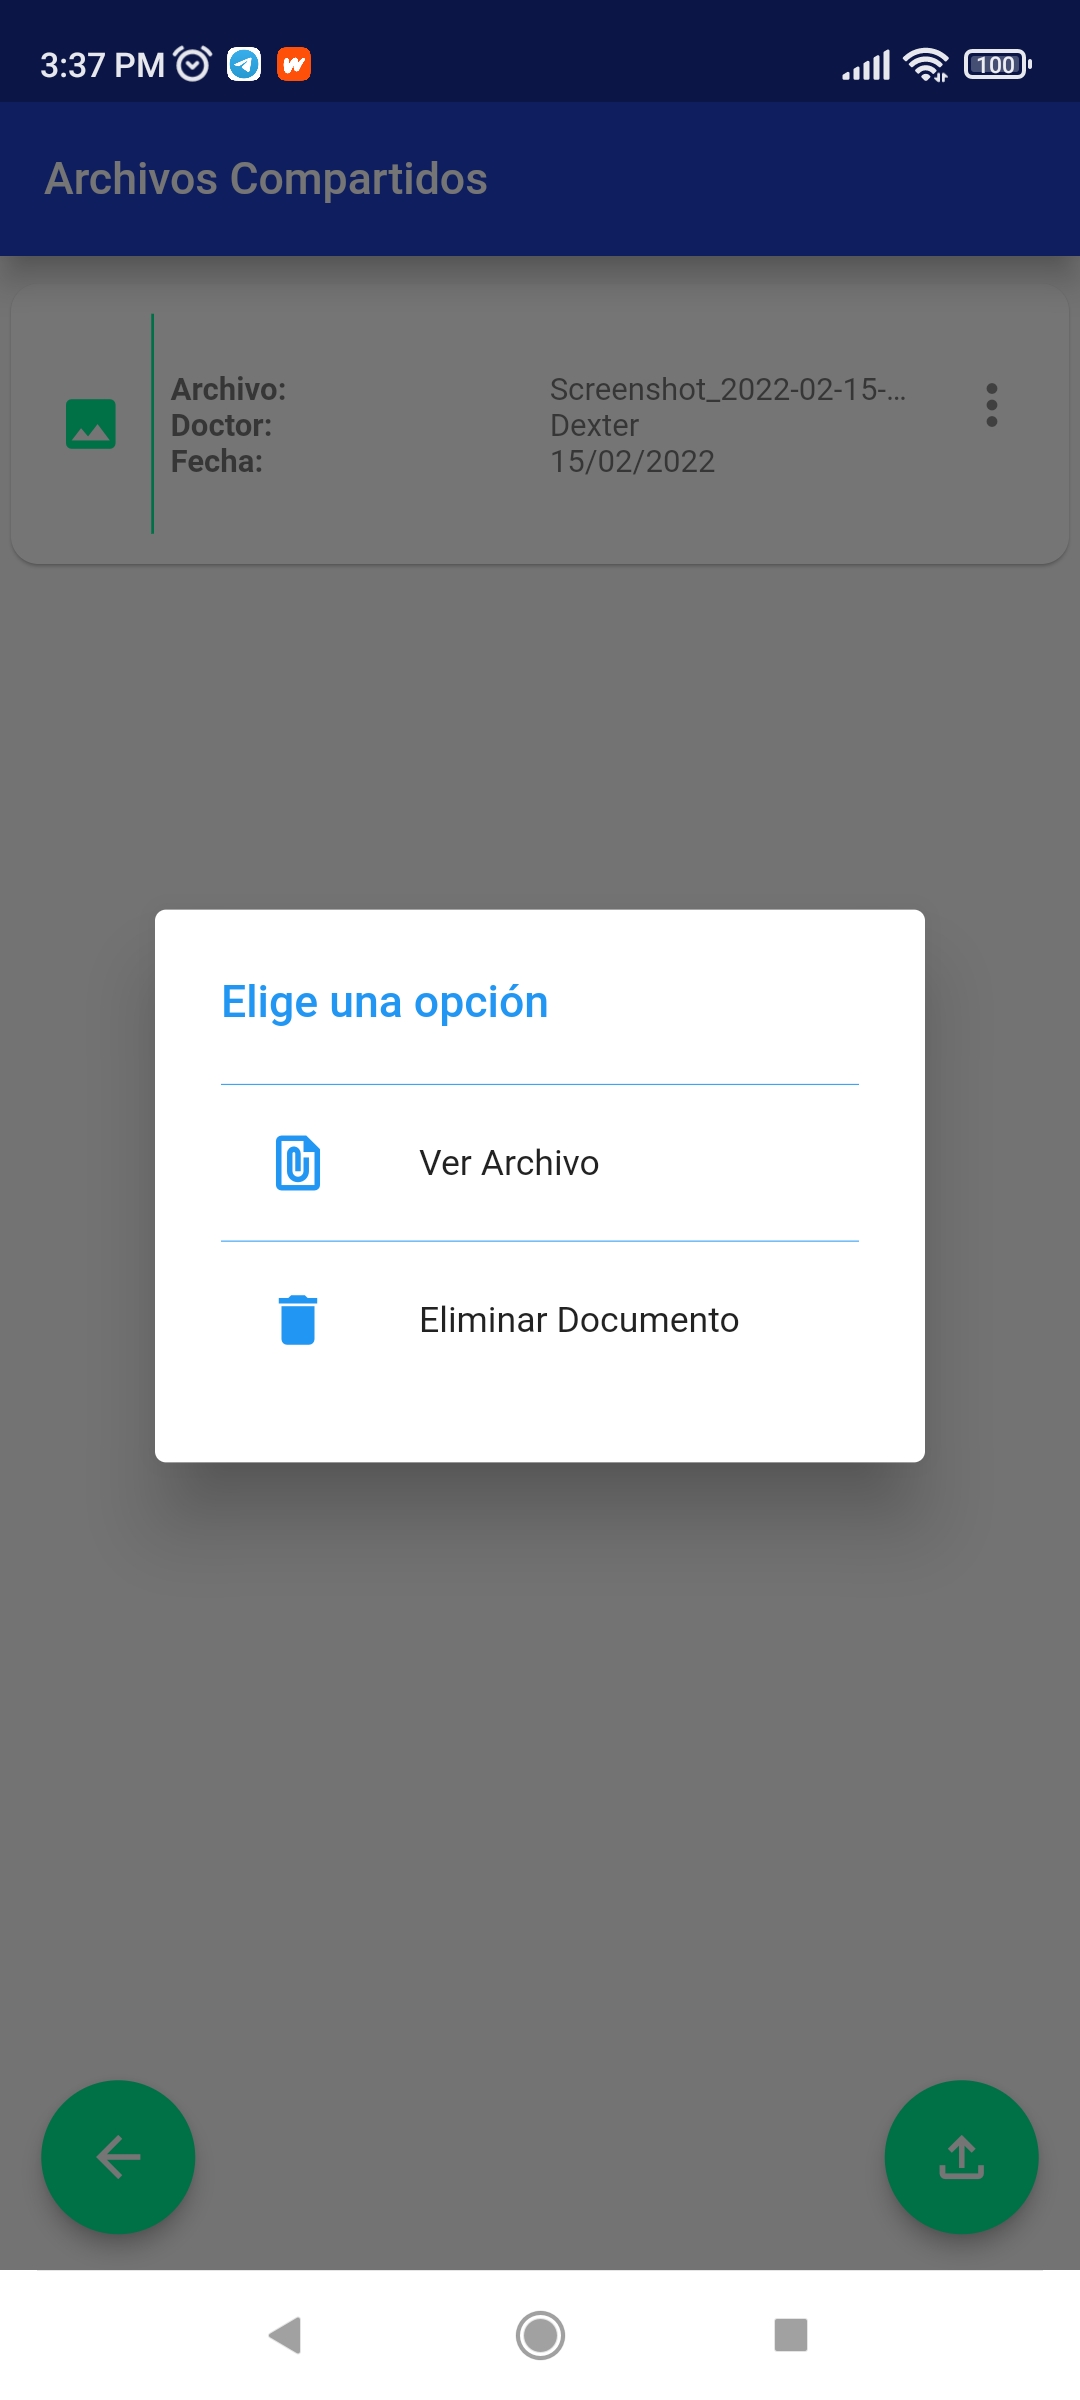 3:37 PM
100
Archivos Compartidos
Archivo: Screenshot_2022-02-15-...
Doctor: Dexter
Fecha: 15/02/2022
Elige una opción
Ver Archivo
Eliminar Documento